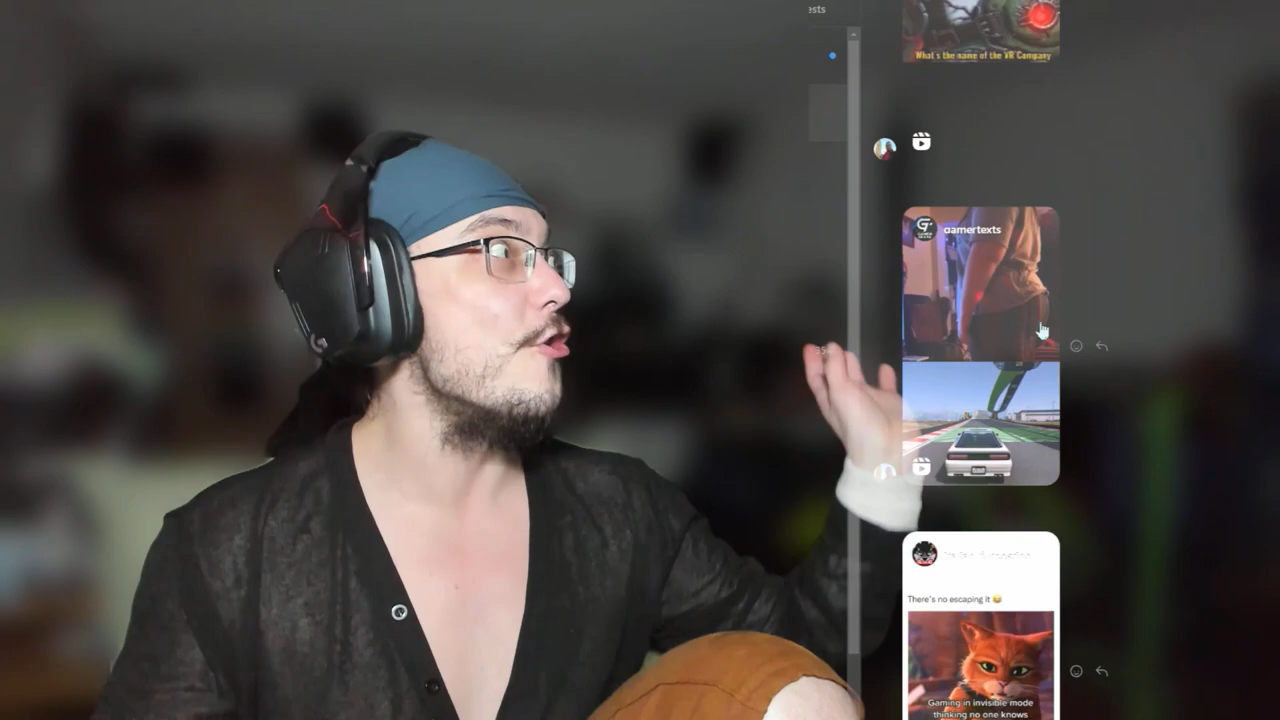 ests
What's the name of the VR Company
gamertexts
There's no escaping it 😂
Gaming in invisible mode
thinking no one knows